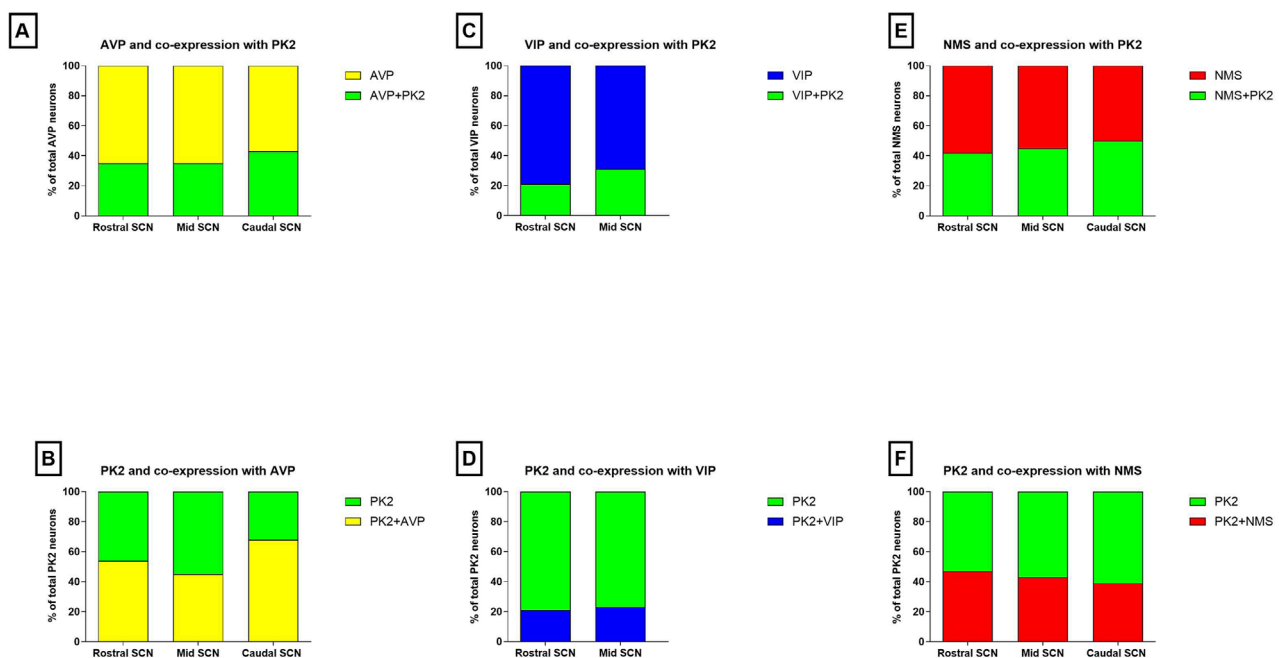 A
AVP and co-expression with PK2
% of total AVP neurons
100
80
60
40
20
0
Rostral SCN Mid SCN Caudal SCN
AVP
AVP+PK2
C
VIP and co-expression with PK2
% of total VIP neurons
100
80
60
40
20
0
Rostral SCN Mid SCN
VIP
VIP+PK2
E
NMS and co-expression with PK2
% of total NMS neurons
100
80
60
40
20
0
Rostral SCN Mid SCN Caudal SCN
NMS
NMS+PK2
B
PK2 and co-expression with AVP
% of total PK2 neurons
100
80
60
40
20
0
Rostral SCN Mid SCN Caudal SCN
PK2
PK2+AVP
D
PK2 and co-expression with VIP
% of total PK2 neurons
100
80
60
40
20
0
Rostral SCN Mid SCN
PK2
PK2+VIP
F
PK2 and co-expression with NMS
% of total PK2 neurons
100
80
60
40
20
0
Rostral SCN Mid SCN Caudal SCN
PK2
PK2+NMS